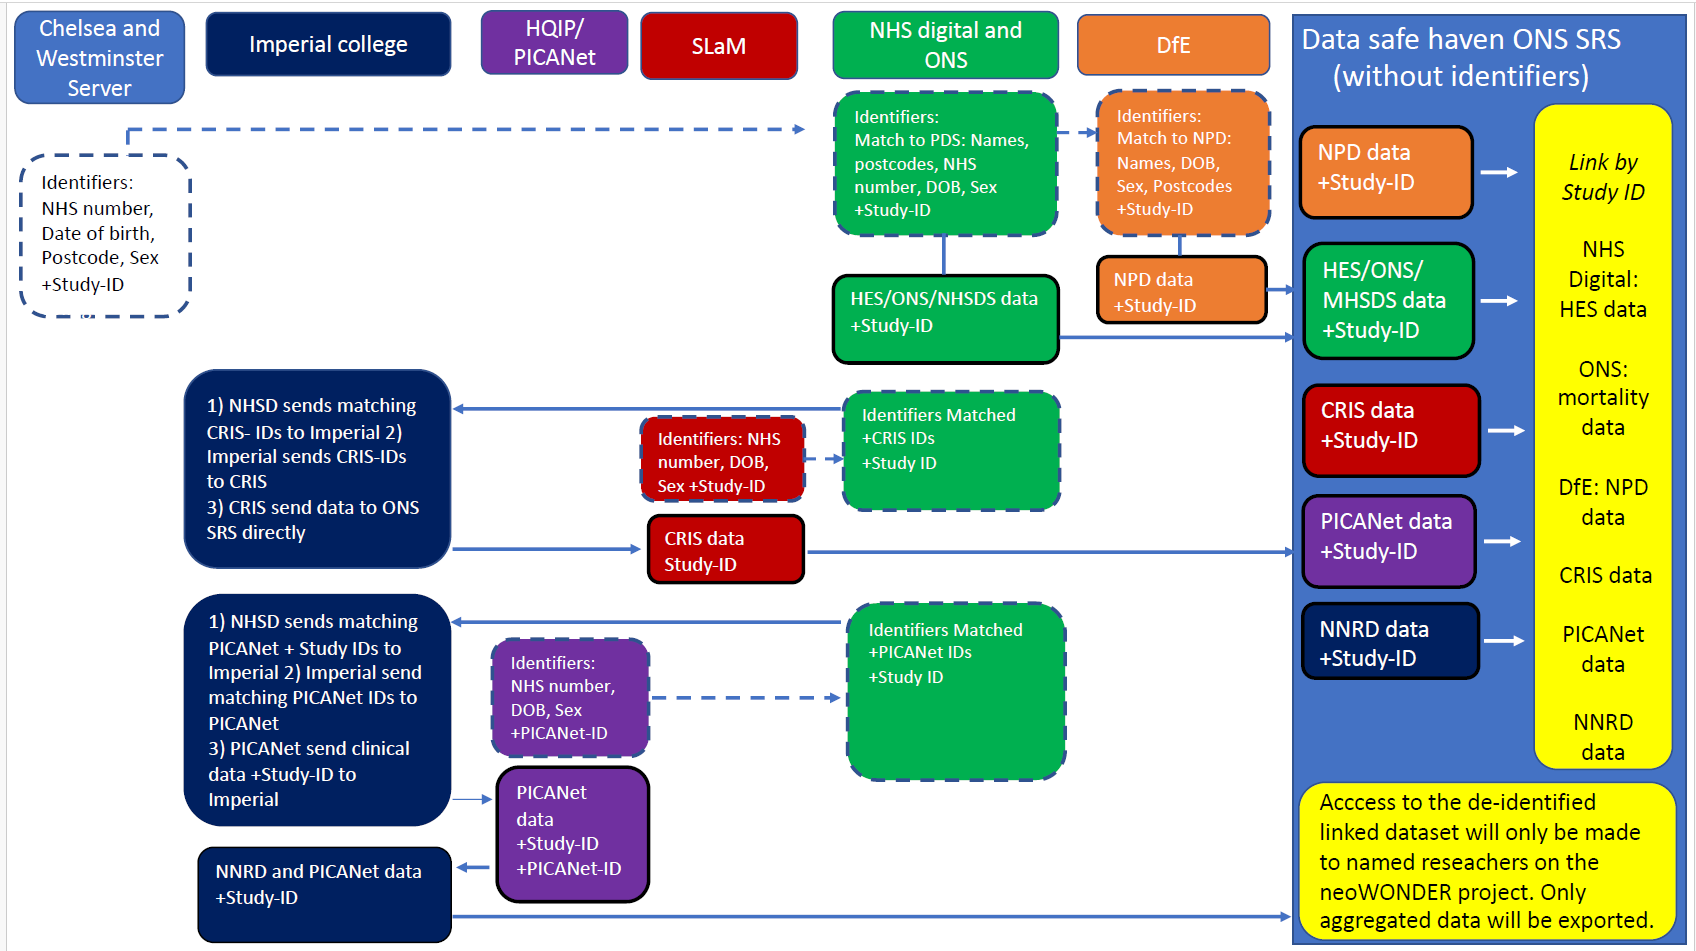 Chelsea and
Westminster
Server
Imperial college
HQIP/
PICANet
SLaM
NHS digital and
ONS
DfE
Data safe haven ONS SRS
(without identifiers)
Identifiers:
NHS number,
Date of birth,
Postcode, Sex
+Study-ID
Identifiers:
Match to PDS: Names,
postcodes, NHS
number, DOB, Sex
+Study-ID
Identifiers:
Match to NPD:
Names, DOB,
Sex, Postcodes
+Study-ID
HES/ONS/NHSDS data
+Study-ID
NPD data
+Study-ID
NPD data
+Study-ID
HES/ONS/
MHSDS data
+Study-ID
CRIS data
+Study-ID
PICANet data
+Study-ID
NNRD data
+Study-ID
Link by
Study ID
NHS
Digital:
HES data
ONS:
mortality
data
DfE: NPD
data
CRIS data
PICANet
data
NNRD
data
1) NHSD sends matching
CRIS- IDs to Imperial 2)
Imperial sends CRIS-IDs
to CRIS
3) CRIS send data to ONS
SRS directly
Identifiers: NHS
number, DOB,
Sex +Study-ID
Identifiers Matched
+CRIS IDs
+Study ID
CRIS data
Study-ID
1) NHSD sends matching
PICANet + Study IDs to
Imperial 2) Imperial send
matching PICANet IDs to
PICANet
3) PICANet send clinical
data +Study-ID to
Imperial
Identifiers:
NHS number,
DOB, Sex
+PICANet-ID
Identifiers Matched
+PICANet IDs
+Study ID
PICANet
data
+Study-ID
+PICANet-ID
NNRD and PICANet data
+Study-ID
Acccess to the de-identified
linked dataset will only be made
to named reseachers on the
neoWONDER project. Only
aggregated data will be exported.